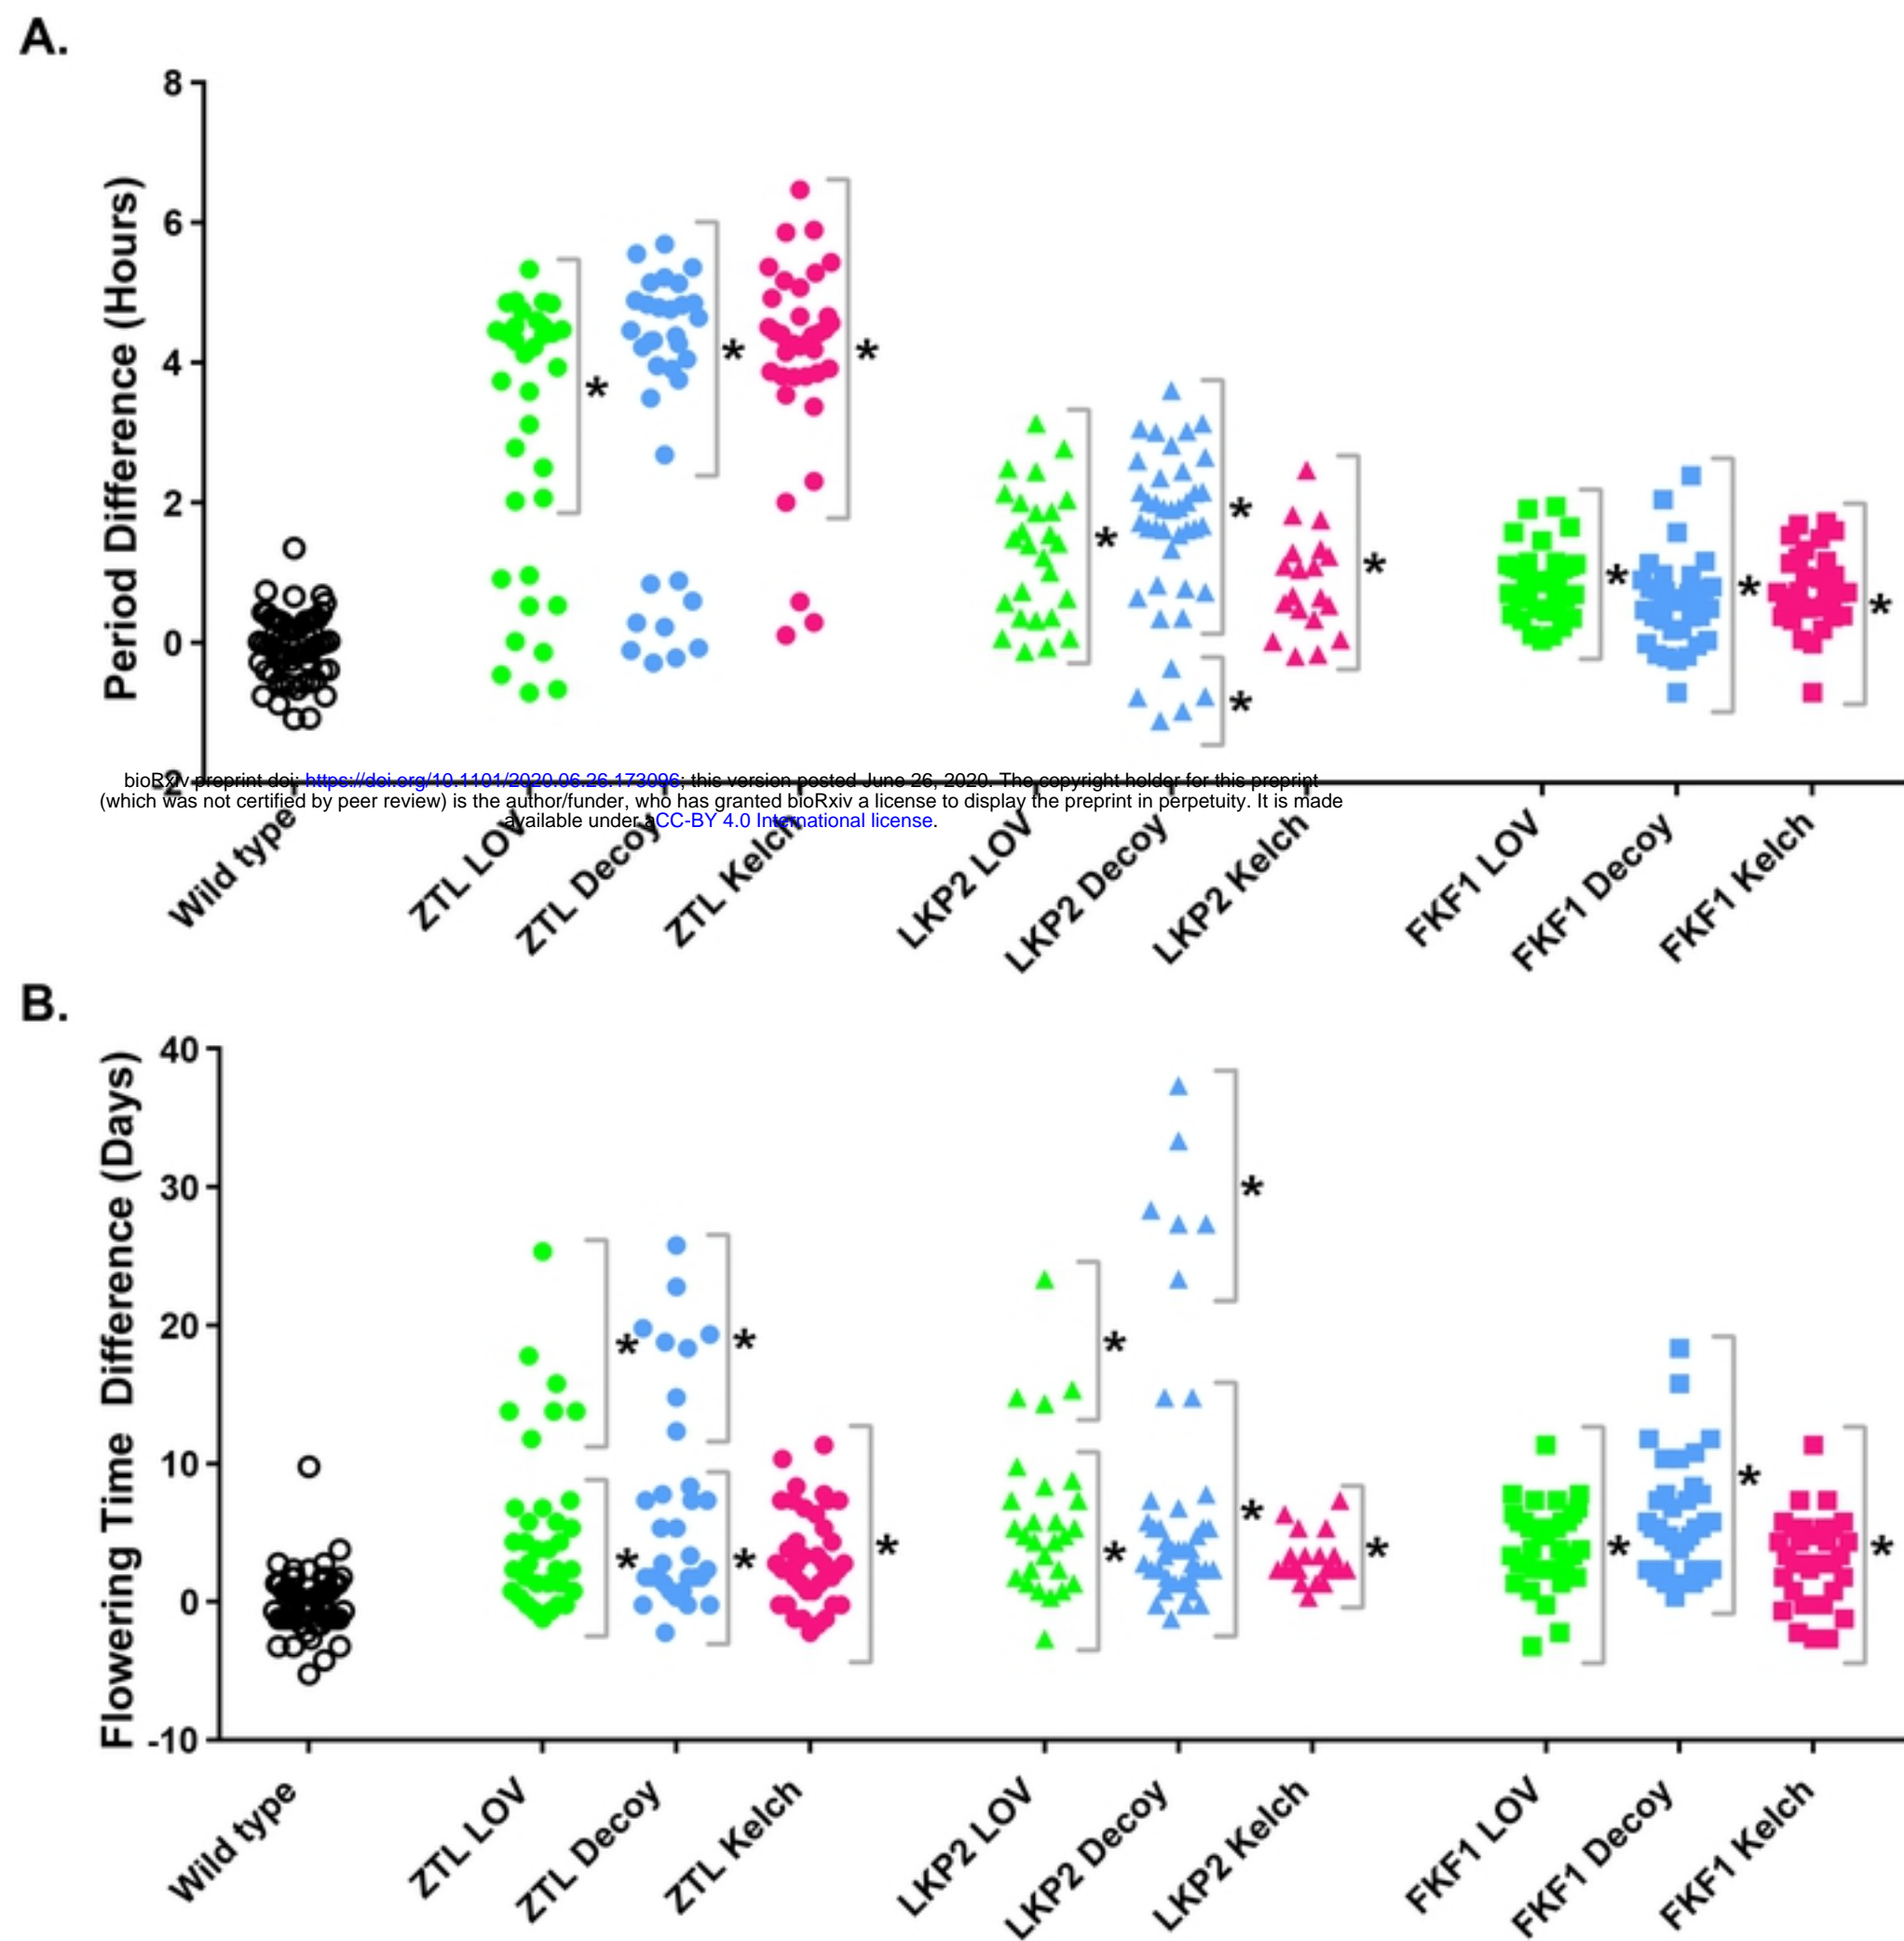 A.
Period Difference (Hours)
8
6
4
2
0
-2
bioRxiv preprint doi: https://doi.org/10.1101/2020.06.26.173096; this version posted June 26, 2020. The copyright holder for this preprint
(which was not certified by peer review) is the author/funder, who has granted bioRxiv a license to display the preprint in perpetuity. It is made
available under aCC-BY 4.0 International license.
Wild type
ZTL LOV
ZTL Decoy
ZTL Kelch
LKP2 LOV
LKP2 Decoy
LKP2 Kelch
FKF1 LOV
FKF1 Decoy
FKF1 Kelch
* * * * * * * * * *
B.
Flowering Time Difference (Days)
40
30
20
10
0
-10
* * * * * * * * * * * * *
Wild type
ZTL LOV
ZTL Decoy
ZTL Kelch
LKP2 LOV
LKP2 Decoy
LKP2 Kelch
FKF1 LOV
FKF1 Decoy
FKF1 Kelch